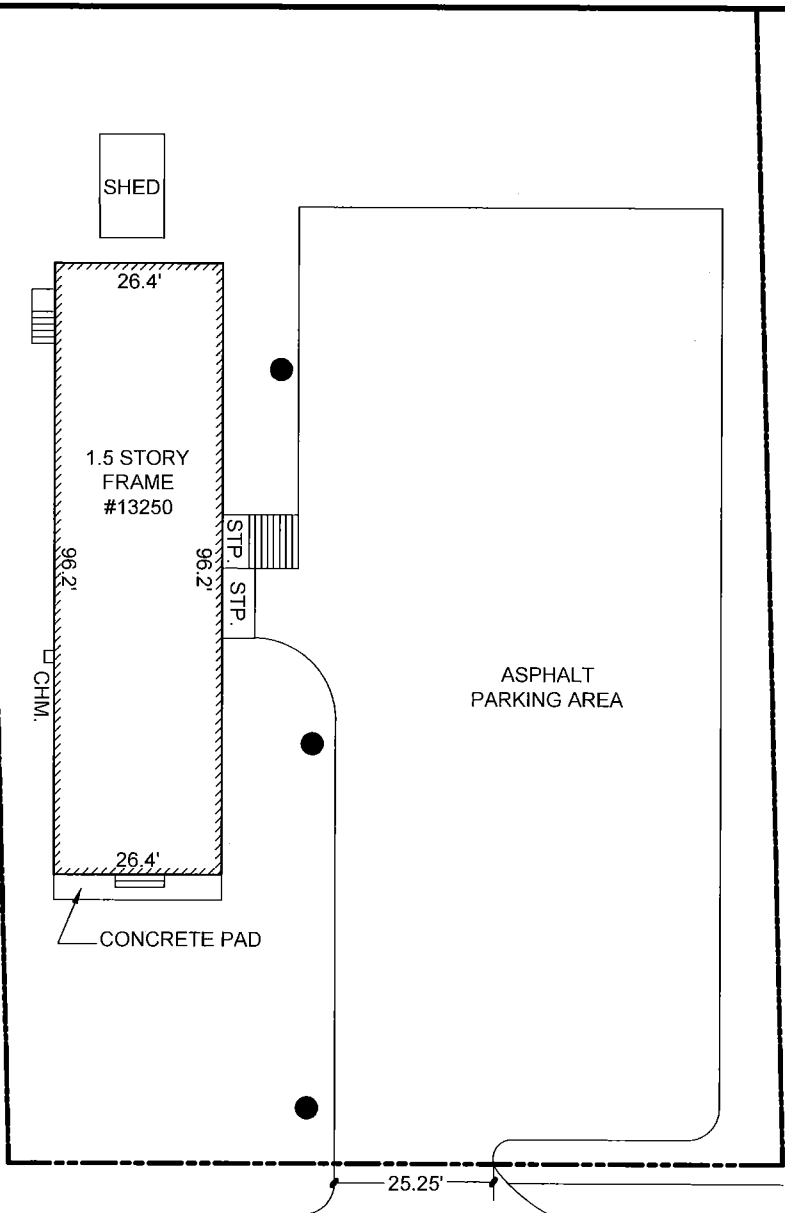 SHED
26.4'
1.5 STORY
FRAME
#13250
STP.
96.2'
96.2'
STP.
CHM.
ASPHALT
PARKING AREA
26.4'
CONCRETE PAD
25.25'